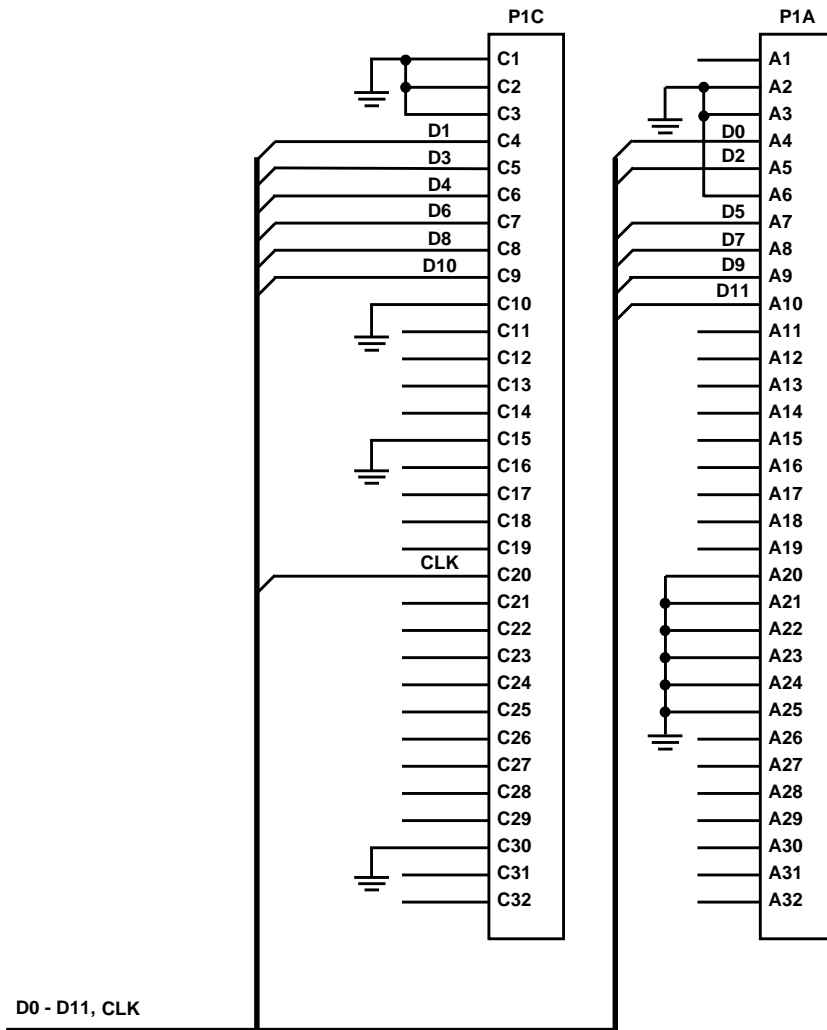 P1C P1A
C1 A1
C2 A2
C3 A3
D1 C4 D0 A4
D3 C5 D2 A5
D4 C6 A6
D6 C7 D5 A7
D8 C8 D7 A8
D10 C9 D9 A9
C10 D11 A10
C11 A11
C12 A12
C13 A13
C14 A14
C15 A15
C16 A16
C17 A17
C18 A18
C19 A19
CLK C20 A20
C21 A21
C22 A22
C23 A23
C24 A24
C25 A25
C26 A26
C27 A27
C28 A28
C29 A29
C30 A30
C31 A31
C32 A32
D0 - D11, CLK